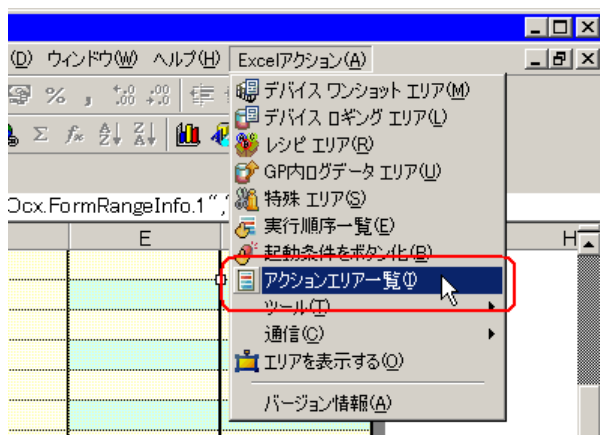 (D) ウィンドウ(W) ヘルプ(H) Excelアクション(A)
% , .00 .00
Σ fx
デバイス ワンショット エリア(M)
デバイス ロギング エリア(L)
レシピ エリア(R)
GP内ログデータ エリア(U)
特殊 エリア(S)
Ocx.FormRangeInfo.1","
実行順序一覧(E)
E H
起動条件をボタン化(B)
アクションエリア一覧(I)
ツール(T)
通信(C)
エリアを表示する(O)
バージョン情報(A)